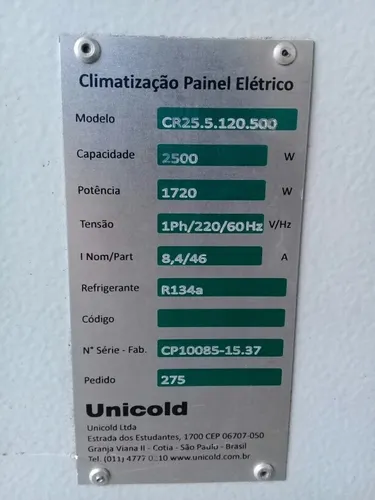 Climatização Painel Elétrico
Modelo CR25.5.120.500
Capacidade 2500 W
Potência 1720 W
Tensão 1Ph/220/60Hz V/Hz
I Nom/Part 8,4/46 A
Refrigerante R134a
Código
N° Série - Fab. CP10085-15.37
Pedido 275
Unicold
Unicold Ltda
Estrada dos Estudantes, 1700 CEP 06707-050
Granja Viana II - Cotia - São Paulo - Brasil
Tel. (011) 4777 www.unicold.com.br